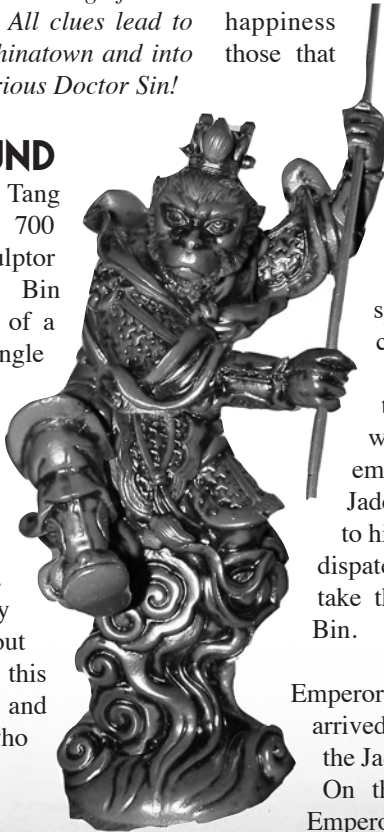 All clues lead to
hinatown and into
rious Doctor Sin!
UND
Tang
700
ulptor
Bin
of a
ngle
y
out
this
and
ho
happiness
those that
s
c
t
w
em
Jade
to hi
dispatc
take th
Bin.
Emperor
arrived
the Ja
On th
Empero